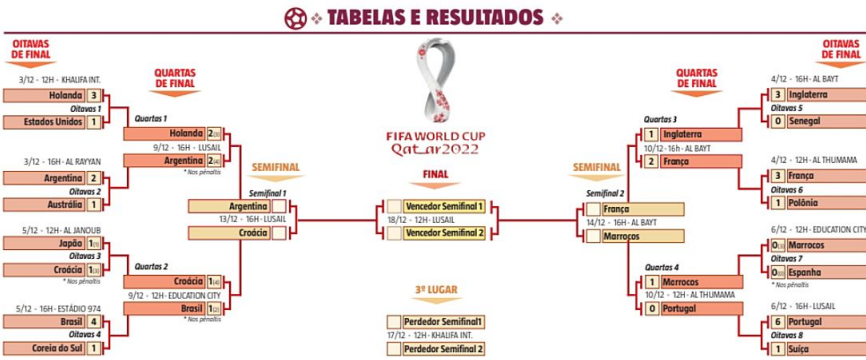 TABELAS E RESULTADOS
OITAVAS
DE FINAL
3/12 - 12H - KHALIFA INT.
Holanda 3
Oitavas 1
Estados Unidos 1
3/12 - 16H - AL RAYYAN
Argentina 2
Oitavas 2
Austrália 1
5/12 - 12H - AL JANOUB
Japão 1(1)
Oitavas 3
Croácia 1(3)
* Nos pênaltis
5/12 - 16H - ESTÁDIO 974
Brasil 4
Oitavas 4
Coreia do Sul 1
QUARTAS
DE FINAL
Quartas 1
Holanda 2(3)
9/12 - 16H - LUSAIL
Argentina 2(4)
* Nos pênaltis
Quartas 2
Croácia 1(4)
9/12 - 12H - EDUCATION CITY
Brasil 1(2)
* Nos pênaltis
SEMIFINAL
Semifinal 1
Argentina
13/12 - 16H - LUSAIL
Croácia
FIFA WORLD CUP
Qatar2022
FINAL
Vencedor Semifinal 1
18/12 - 12H - LUSAIL
Vencedor Semifinal 2
3º LUGAR
Perdedor Semifinal1
17/12 - 12H - KHALIFA INT.
Perdedor Semifinal 2
SEMIFINAL
Semifinal 2
França
14/12 - 16H - AL BAYT
Marrocos
QUARTAS
DE FINAL
Quartas 3
1 Inglaterra
10/12 - 16h - AL BAYT
2 França
Quartas 4
1 Marrocos
10/12 - 12H - AL THUMAMA
0 Portugal
OITAVAS
DE FINAL
4/12 - 16H - AL BAYT
3 Inglaterra
Oitavas 5
0 Senegal
4/12 - 12H - AL THUMAMA
3 França
Oitavas 6
1 Polônia
6/12 - 12H - EDUCATION CITY
0(3) Marrocos
Oitavas 7
0(0) Espanha
* Nos pênaltis
6/12 - 16H - LUSAIL
6 Portugal
Oitavas 8
1 Suíça